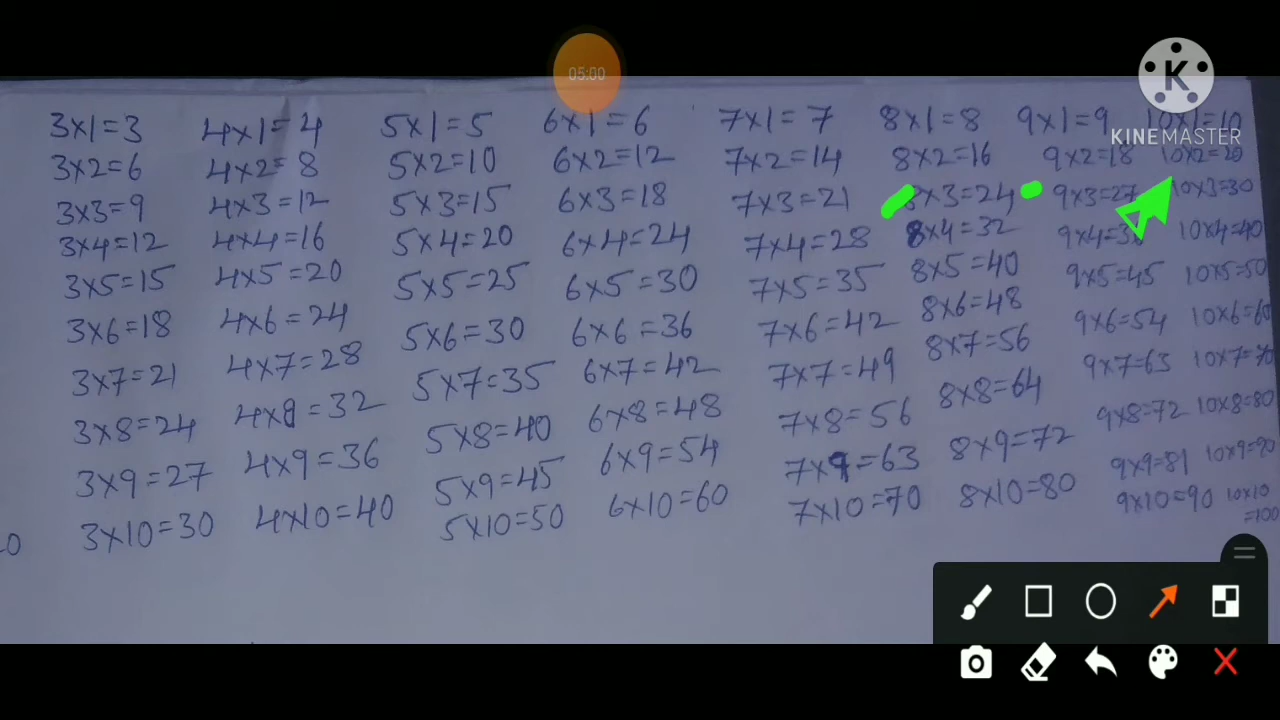 05:00
KINEMASTER
3x1=3 4x1=4 5x1=5 6x1=6 7x1=7 8x1=8 9x1=9 10x1=10
3x2=6 4x2=8 5x2=10 6x2=12 7x2=14 8x2=16 9x2=18 10x2=20
3x3=9 4x3=12 5x3=15 6x3=18 7x3=21 x3=24 9x3=27 10x3=30
3x4=12 4x4=16 5x4=20 6x4=24 7x4=28 8x4=32 9x4=3 10x4=40
3x5=15 4x5=20 5x5=25 6x5=30 7x5=35 8x5=40 9x5=45 10x5=50
3x6=18 4x6=24 5x6=30 6x6=36 7x6=42 8x6=48 9x6=54 10x6=60
3x7=21 4x7=28 5x7=35 6x7=42 7x7=49 8x7=56 9x7=63 10x7=70
3x8=24 4x8=32 5x8=40 6x8=48 7x8=56 8x8=64 9x8=72 10x8=80
3x9=27 4x9=36 5x9=45 6x9=54 7x9=63 8x9=72 9x9=81 10x9=90
3x10=30 4x10=40 5x10=50 6x10=60 7x10=70 8x10=80 9x10=90 10x10
=100